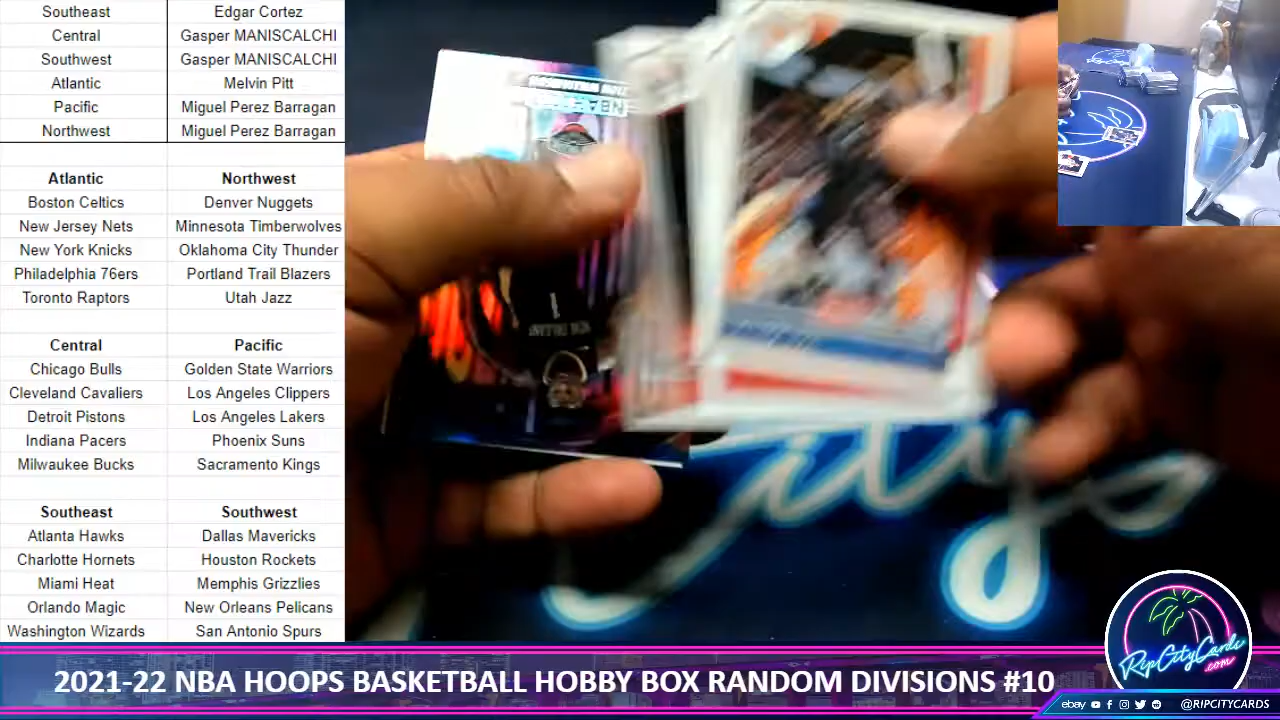 Southeast Edgar Cortez
Central Gasper MANISCALCHI
Southwest Gasper MANISCALCHI
Atlantic Melvin Pitt
Pacific Miguel Perez Barragan
Northwest Miguel Perez Barragan
Atlantic Northwest
Boston Celtics Denver Nuggets
New Jersey Nets Minnesota Timberwolves
New York Knicks Oklahoma City Thunder
Philadelphia 76ers Portland Trail Blazers
Toronto Raptors Utah Jazz
Central Pacific
Chicago Bulls Golden State Warriors
Cleveland Cavaliers Los Angeles Clippers
Detroit Pistons Los Angeles Lakers
Indiana Pacers Phoenix Suns
Milwaukee Bucks Sacramento Kings
Southeast Southwest
Atlanta Hawks Dallas Mavericks
Charlotte Hornets Houston Rockets
Miami Heat Memphis Grizzlies
Orlando Magic New Orleans Pelicans
Washington Wizards San Antonio Spurs
City
RipCityCards
.com
2021-22 NBA HOOPS BASKETBALL HOBBY BOX RANDOM DIVISIONS #10
ebay @RIPCITYCARDS